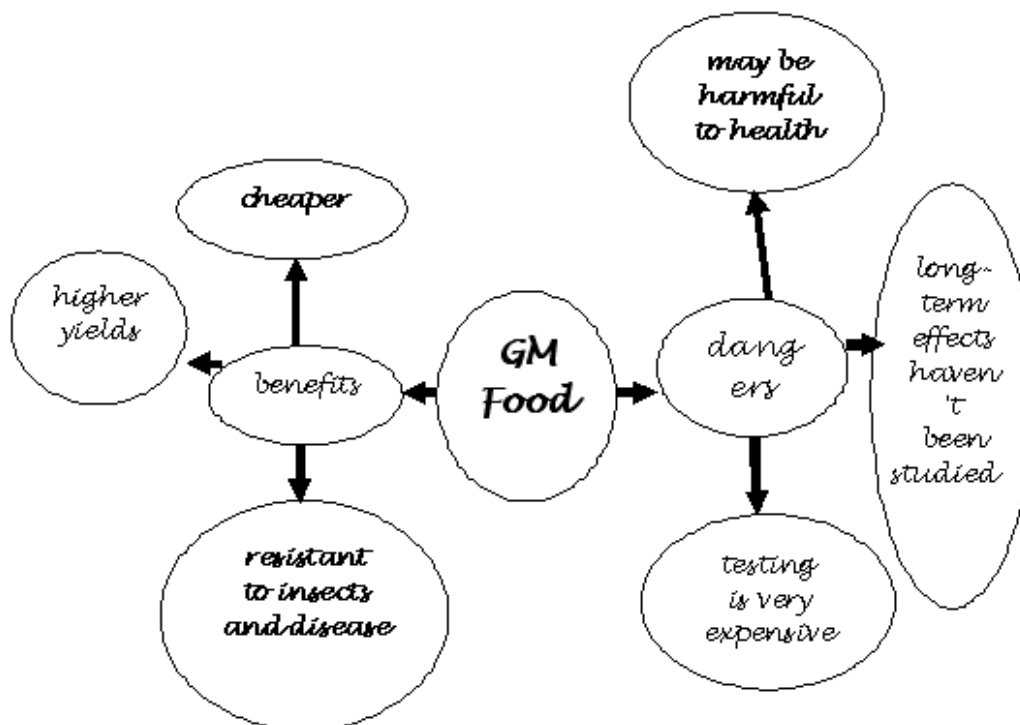 GM
Food
benefits
cheaper
higher
yields
resistant
to insects
and disease
dang
ers
may be
harmful
to health
long-
term
effects
haven
't
been
studied
testing
is very
expensive